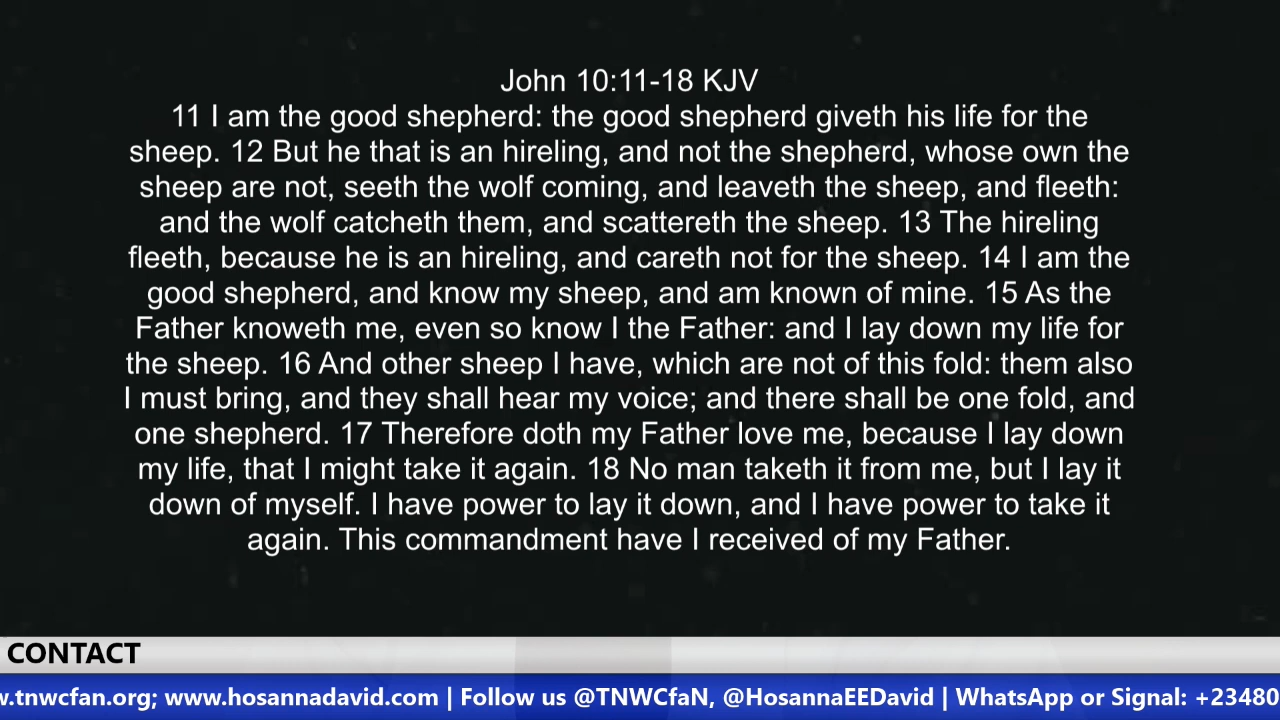 John 10:11-18 KJV
11 I am the good shepherd: the good shepherd giveth his life for the
sheep. 12 But he that is an hireling, and not the shepherd, whose own the
sheep are not, seeth the wolf coming, and leaveth the sheep, and fleeth:
and the wolf catcheth them, and scattereth the sheep. 13 The hireling
fleeth, because he is an hireling, and careth not for the sheep. 14 I am the
good shepherd, and know my sheep, and am known of mine. 15 As the
Father knoweth me, even so know I the Father: and I lay down my life for
the sheep. 16 And other sheep I have, which are not of this fold: them also
I must bring, and they shall hear my voice; and there shall be one fold, and
one shepherd. 17 Therefore doth my Father love me, because I lay down
my life, that I might take it again. 18 No man taketh it from me, but I lay it
down of myself. I have power to lay it down, and I have power to take it
again. This commandment have I received of my Father.
CONTACT
w.tnwcfan.org; www.hosannadavid.com | Follow us @TNWCfaN, @HosannaEEDavid | WhatsApp or Signal: +23480